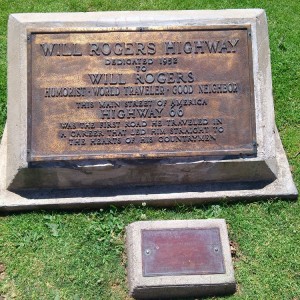 WILL ROGERS HIGHWAY
DEDICATED 1952
WILL ROGERS
HUMORIST · WORLD TRAVELER · GOOD NEIGHBOR
THIS MAIN STREET OF AMERICA
HIGHWAY 66
WAS THE FIRST ROAD HE TRAVELED IN
A CAREER THAT LED HIM STRAIGHT TO
THE HEARTS OF HIS COUNTRYMEN